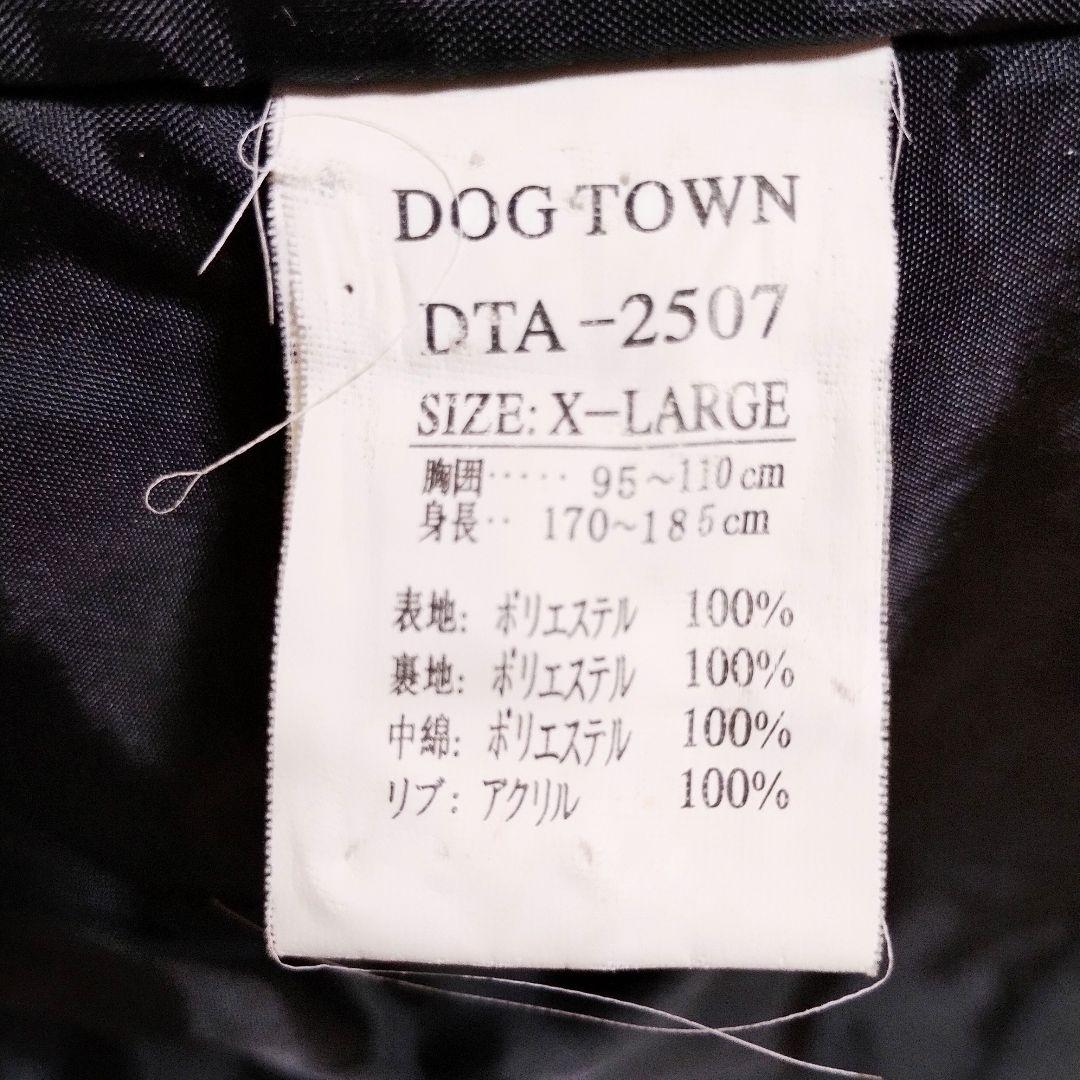 DOG TOWN
DTA-2507
SIZE: X-LARGE
胸囲…… 95~110cm
身長‥ 170~185cm
表地: ポリエステル 100%
裏地: ポリエステル 100%
中綿: ポリエステル 100%
リブ: アクリル 100%